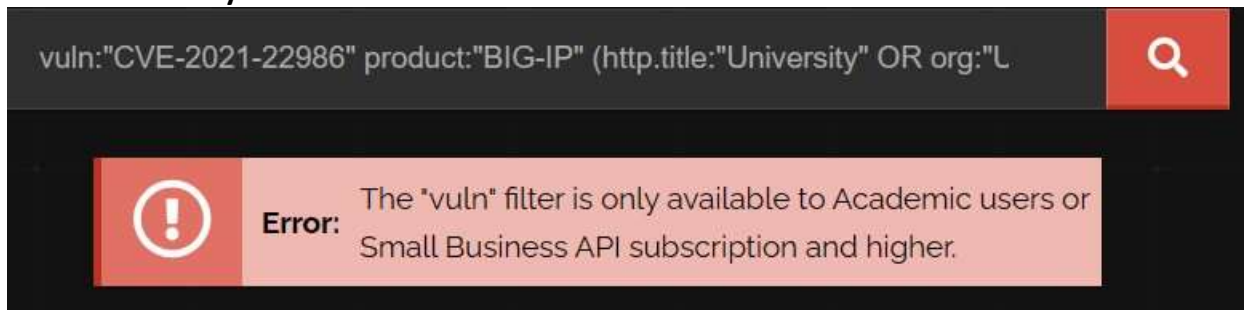 vuln:"CVE-2021-22986" product:"BIG-IP" (http.title:"University" OR org:"
Error:
The "vuln" filter is only available to Academic users or
Small Business API subscription and higher.